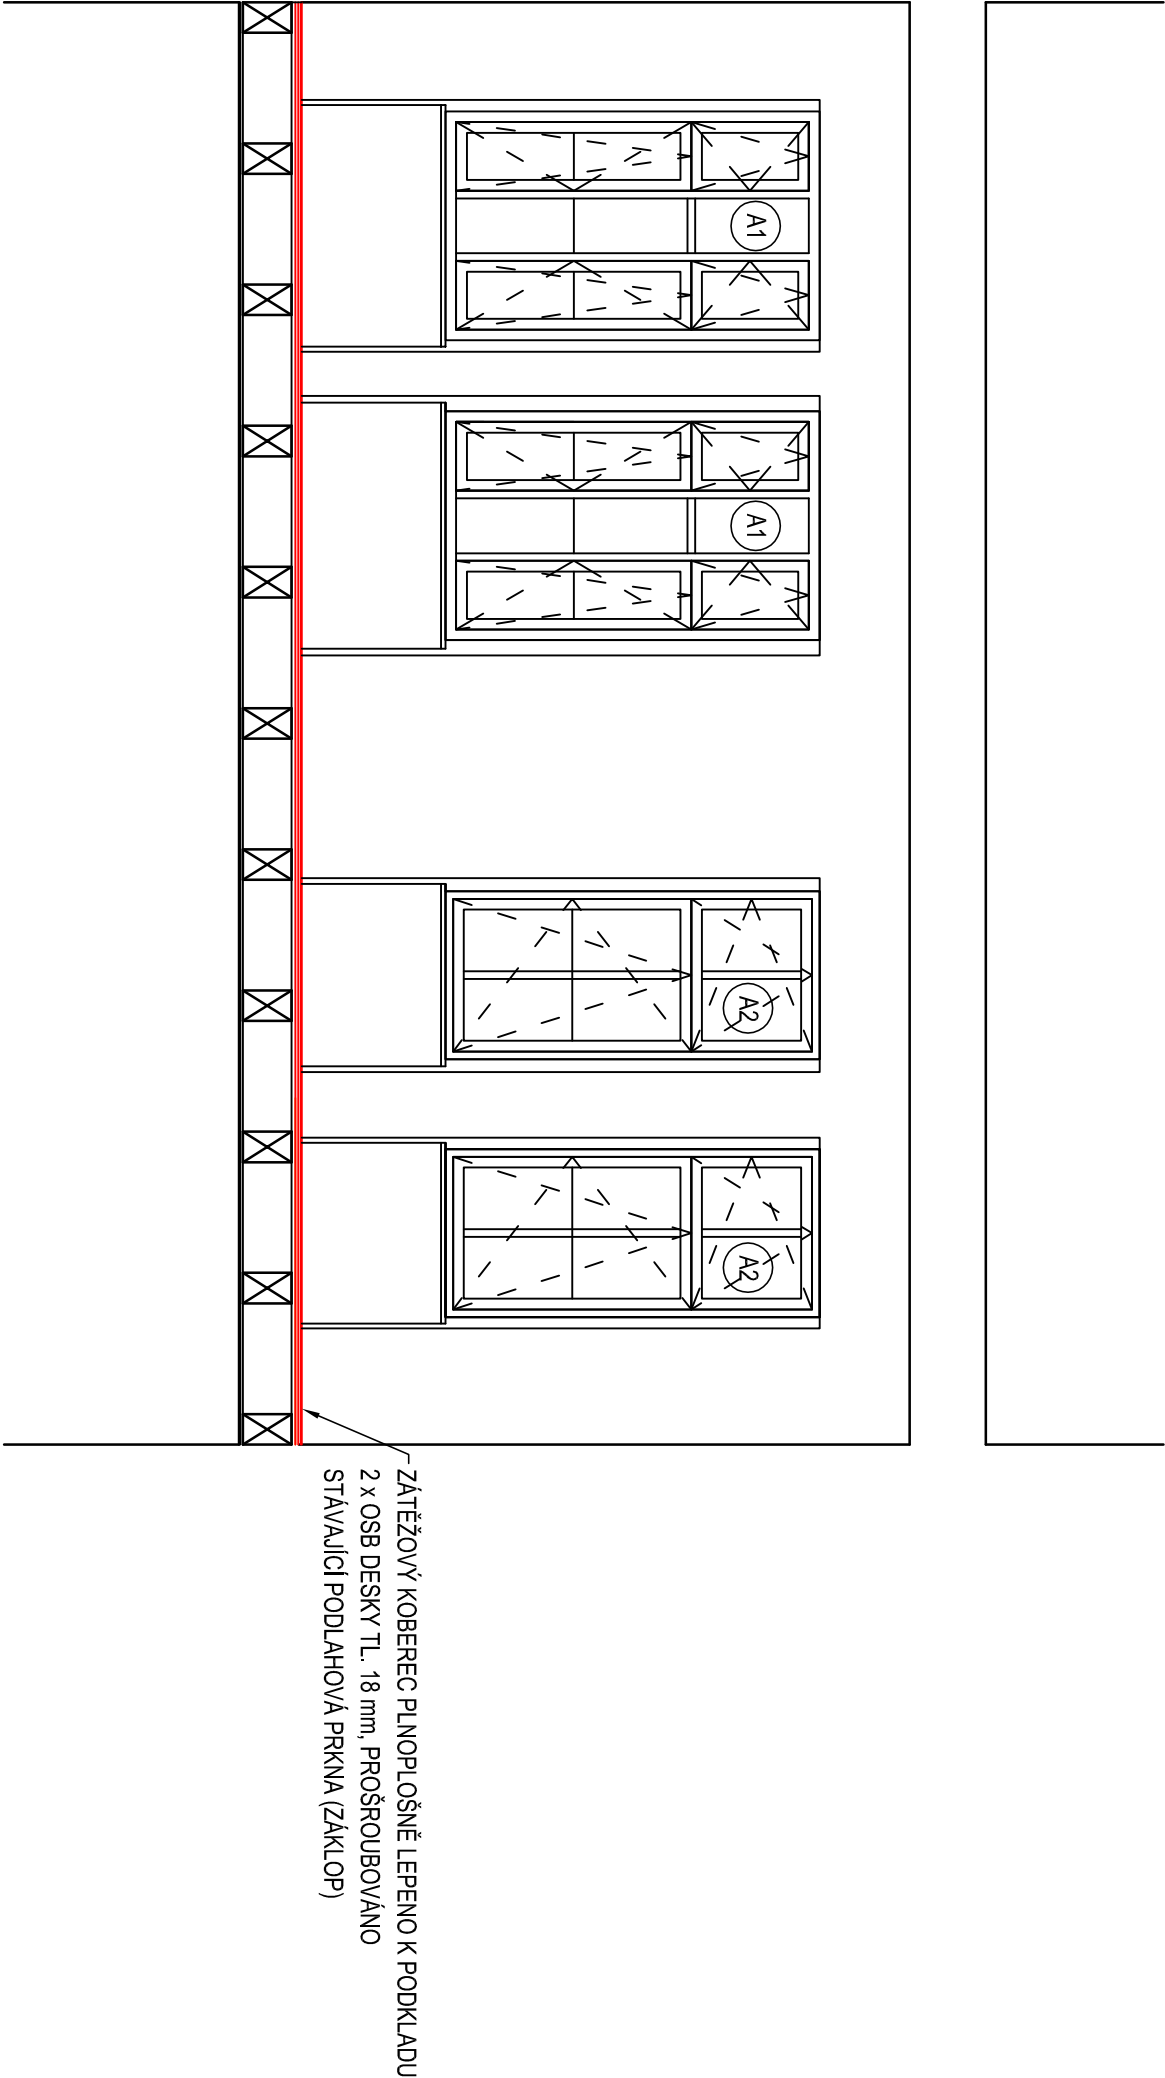 A1
A1
A2
A2
ZÁTĚŽOVÝ KOBEREC PLNOPLOŠNĚ LEPENO K PODKLADU
2 x OSB DESKY TL. 18 mm, PROŠROUBOVÁNO
STÁVAJÍCÍ PODLAHOVÁ PRKNA (ZÁKLOP)